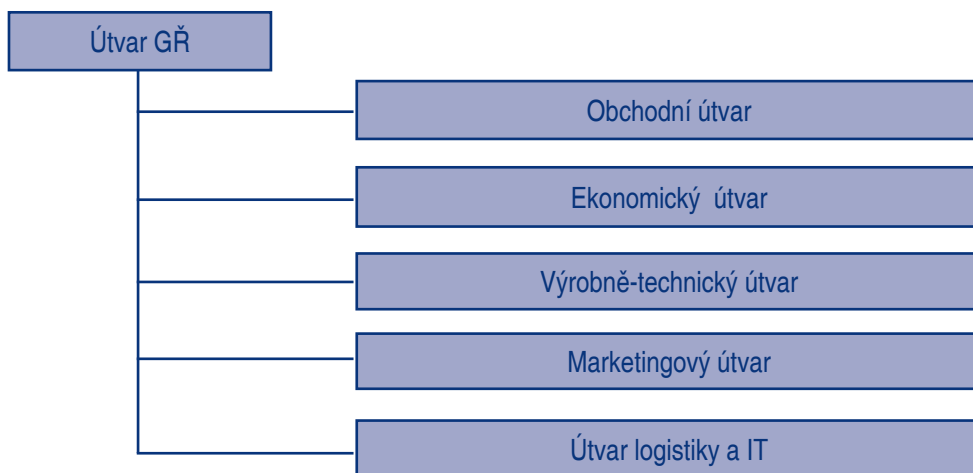 Útvar GŘ
Obchodní útvar
Ekonomický útvar
Výrobně-technický útvar
Marketingový útvar
Útvar logistiky a IT